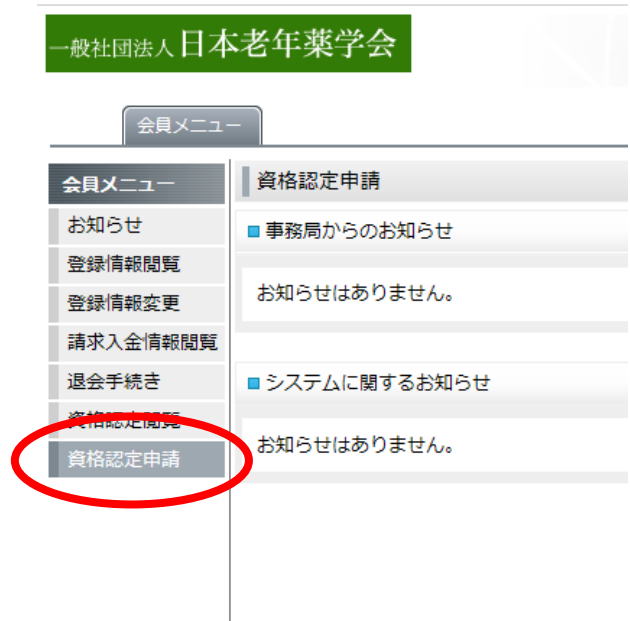 一般社団法人日本老年薬学会
会員メニュー
会員メニュー
お知らせ
登録情報閲覧
登録情報変更
請求入金情報閲覧
退会手続き
資格認定閲覧
資格認定申請
資格認定申請
事務局からのお知らせ
お知らせはありません。
システムに関するお知らせ
お知らせはありません。